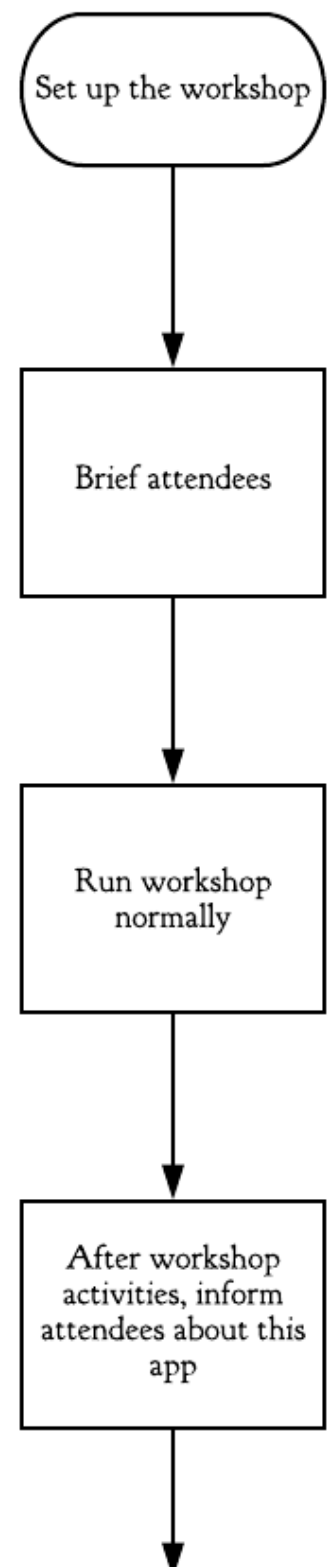 Set up the workshop
Brief attendees
Run workshop
normally
After workshop
activities, inform
attendees about this
app